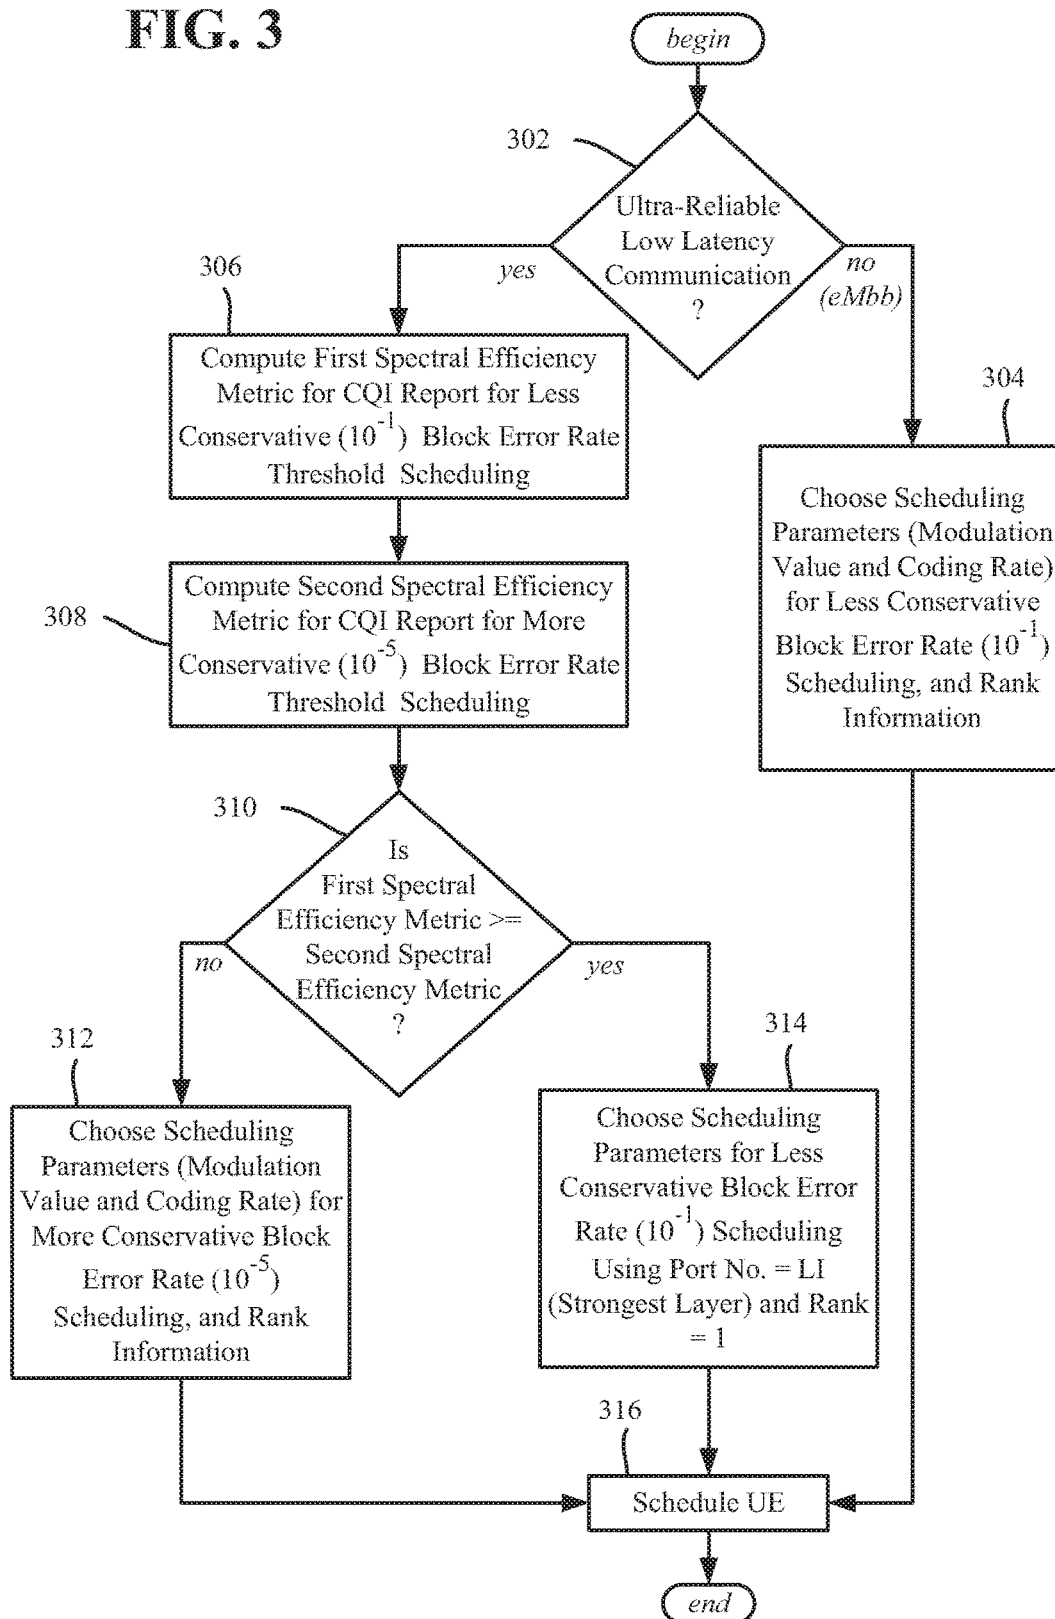 FIG. 3
begin
302
Ultra-Reliable
Low Latency
Communication
?
yes
no
(eMbb)
306
Compute First Spectral Efficiency
Metric for CQI Report for Less
Conservative (10⁻¹) Block Error Rate
Threshold Scheduling
304
Choose Scheduling
Parameters (Modulation
Value and Coding Rate)
for Less Conservative
Block Error Rate (10⁻¹)
Scheduling, and Rank
Information
308
Compute Second Spectral Efficiency
Metric for CQI Report for More
Conservative (10⁻⁵) Block Error Rate
Threshold Scheduling
310
Is
First Spectral
Efficiency Metric >=
Second Spectral
Efficiency Metric
?
no
yes
312
Choose Scheduling
Parameters (Modulation
Value and Coding Rate) for
More Conservative Block
Error Rate (10⁻⁵)
Scheduling, and Rank
Information
314
Choose Scheduling
Parameters for Less
Conservative Block Error
Rate (10⁻¹) Scheduling
Using Port No. = LI
(Strongest Layer) and Rank
= 1
316
Schedule UE
end